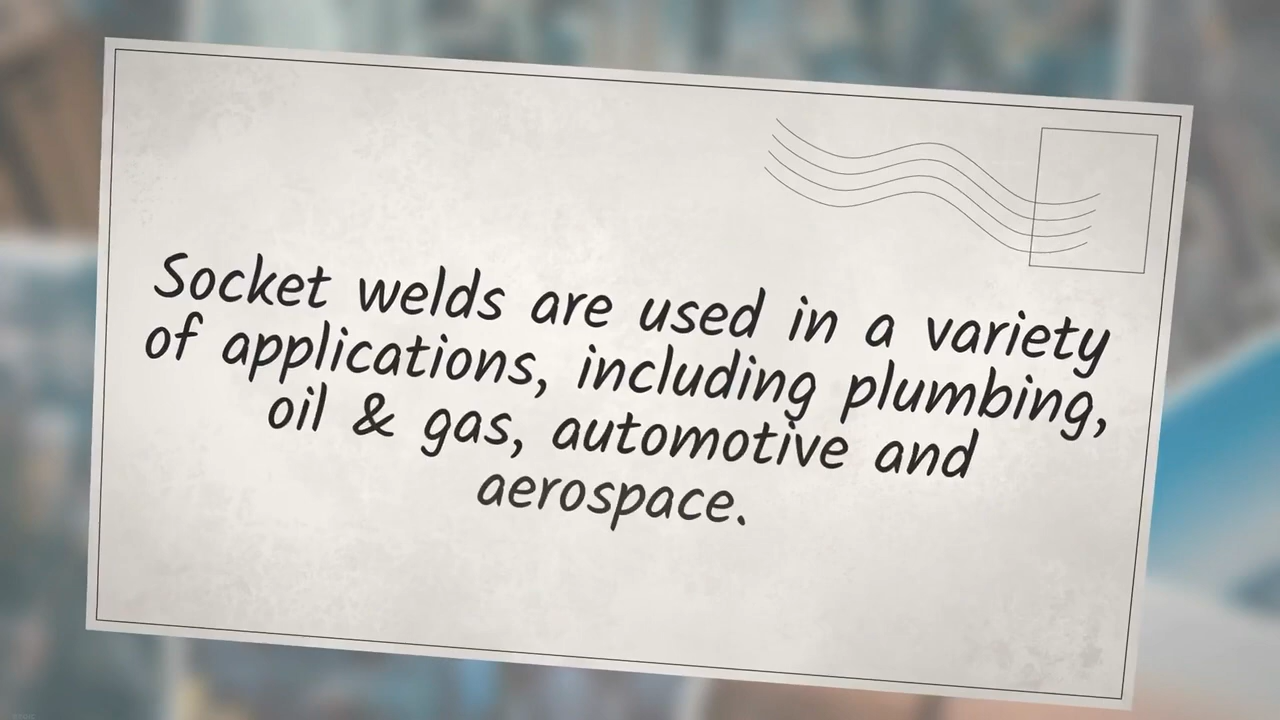 Socket welds are used in a variety
of applications, including plumbing,
oil & gas, automotive and
aerospace.